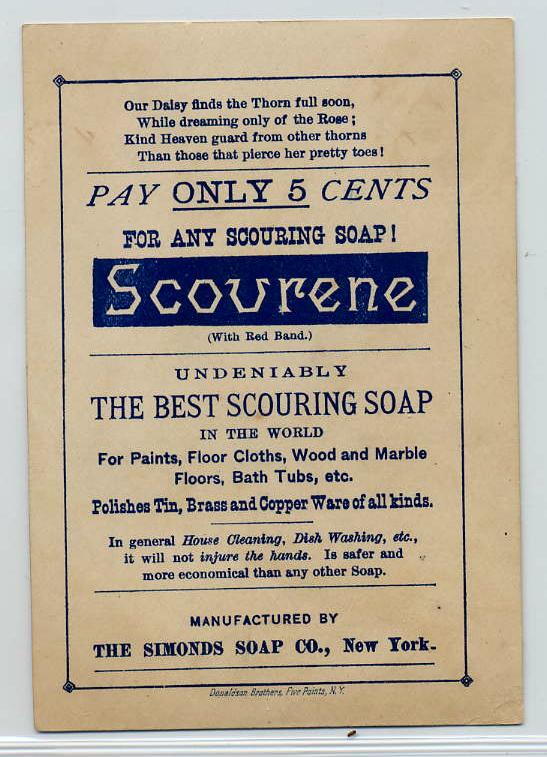 Our Daisy finds the Thorn full soon,
While dreaming only of the Rose;
Kind Heaven guard from other thorns
Than those that pierce her pretty toes!
PAY ONLY 5 CENTS
FOR ANY SCOURING SOAP!
Scourene
(With Red Band.)
UNDENIABLY
THE BEST SCOURING SOAP
IN THE WORLD
For Paints, Floor Cloths, Wood and Marble
Floors, Bath Tubs, etc.
Polishes Tin, Brass and Copper Ware of all kinds.
In general House Cleaning, Dish Washing, etc.,
it will not injure the hands. Is safer and
more economical than any other Soap.
MANUFACTURED BY
THE SIMONDS SOAP CO., New York.
Donaldson Brothers, Five Points, N.Y.